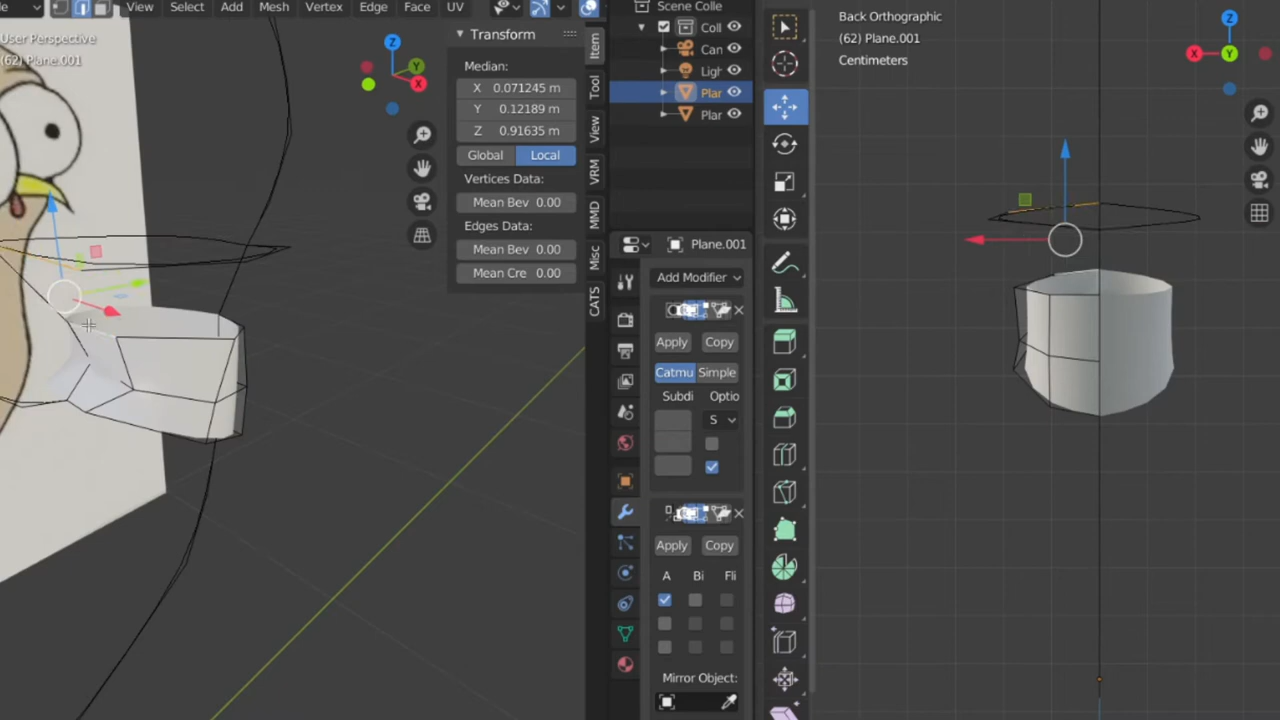 le
View
Select
Add
Mesh
Vertex
Edge
Face
UV
User Perspective
(62) Plane.001
Z
Y
X
Transform
Median:
X 0.071245 m
Y 0.12189 m
Z 0.91635 m
Global
Local
Vertices Data:
Mean Bev 0.00
Edges Data:
Mean Bev 0.00
Mean Cre 0.00
Item
Tool
View
VRM
MMD
Misc
CATS
Scene Colle
Coll
Can
Ligh
Plar
Plar
Plane.001
Add Modifier
Apply
Copy
Catmu
Simple
Subdi
Optio
S
Apply
Copy
A
Bi
Fli
Mirror Object:
Back Orthographic
(62) Plane.001
Centimeters
Z
X
Y